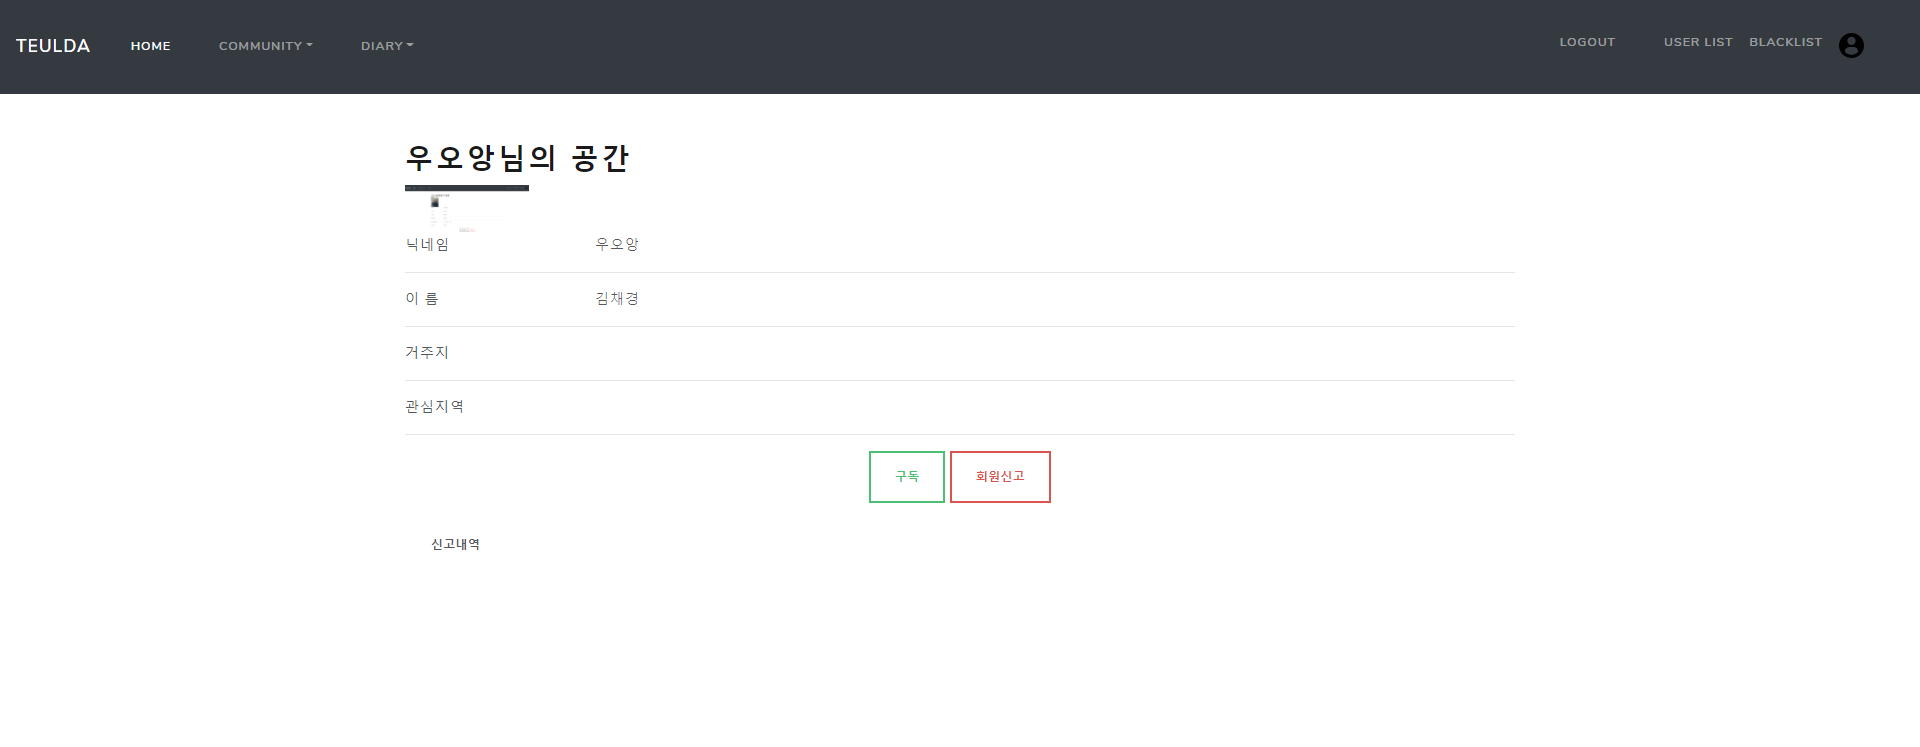 TEULDA HOME COMMUNITY DIARY LOGOUT USER LIST BLACKLIST
우오앙님의 공간
닉네임 우오앙
이 름 김채경
거주지
관심지역
구독 회원신고
신고내역